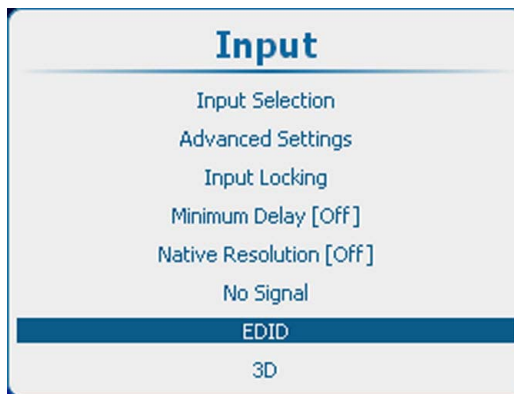 Input
Input Selection
Advanced Settings
Input Locking
Minimum Delay [Off]
Native Resolution [Off]
No Signal
EDID
3D